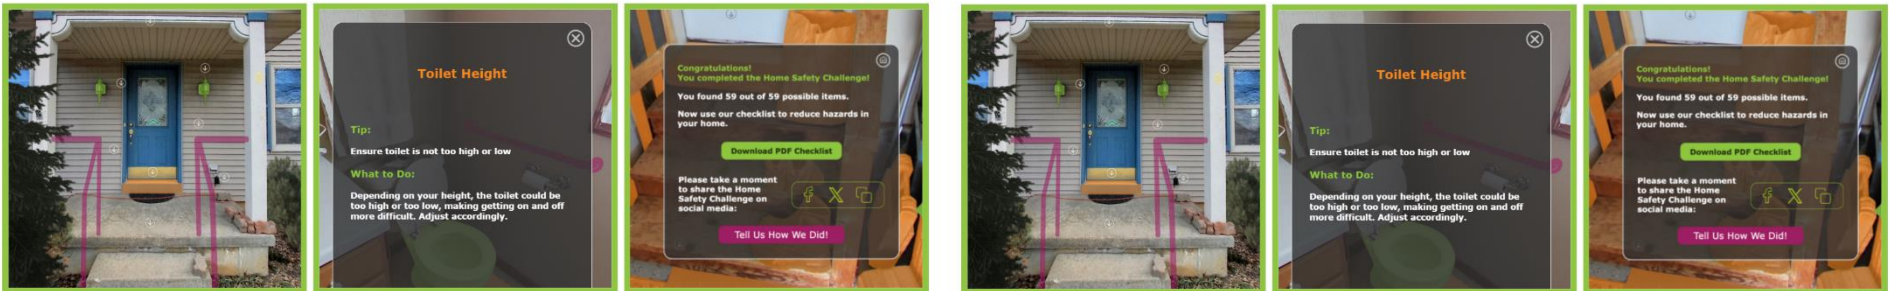 Toilet Height
Tip:
Ensure toilet is not too high or low
What to Do:
Depending on your height, the toilet could be
too high or too low, making getting on and off
more difficult. Adjust accordingly.
Congratulations!
You completed the Home Safety Challenge!
You found 59 out of 59 possible items.
Now use our checklist to reduce hazards in
your home.
Download PDF Checklist
Please take a moment
to share the Home
Safety Challenge on
social media:
Tell Us How We Did!
Toilet Height
Tip:
Ensure toilet is not too high or low
What to Do:
Depending on your height, the toilet could be
too high or too low, making getting on and off
more difficult. Adjust accordingly.
Congratulations!
You completed the Home Safety Challenge!
You found 59 out of 59 possible items.
Now use our checklist to reduce hazards in
your home.
Download PDF Checklist
Please take a moment
to share the Home
Safety Challenge on
social media:
Tell Us How We Did!